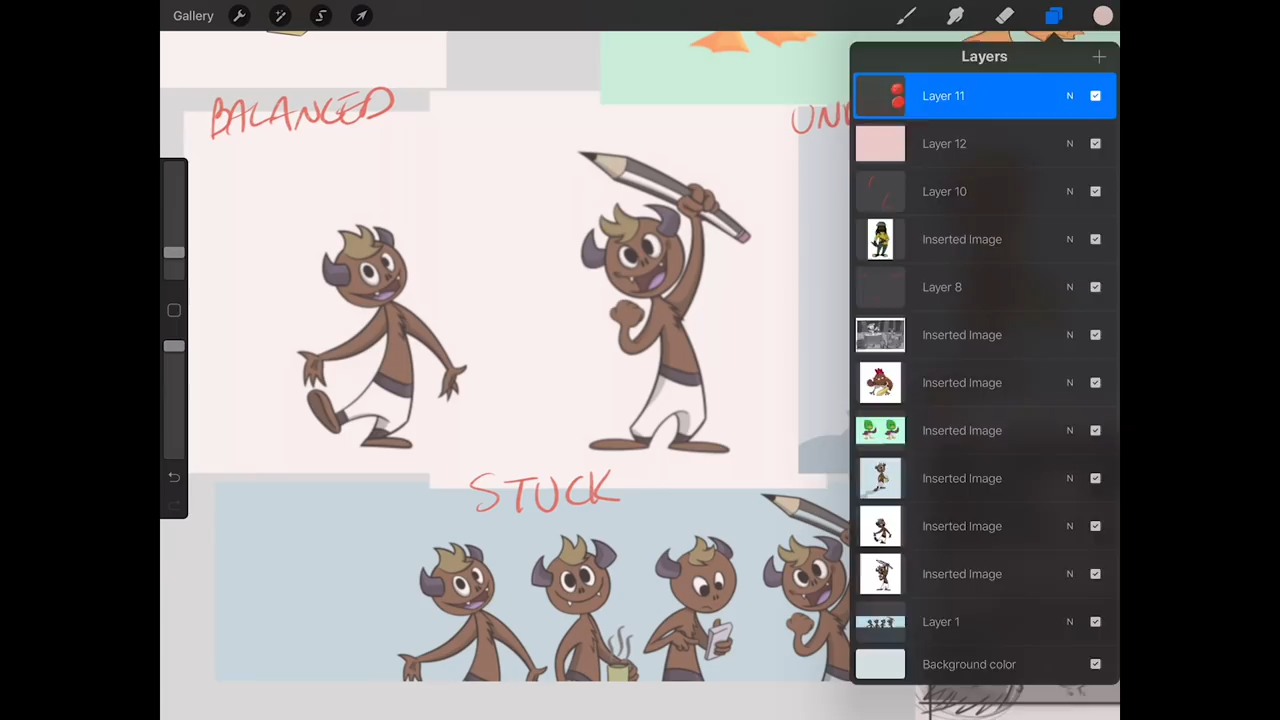 Gallery
Layers
BALANCED
UN
STUCK
Layer 11 N
Layer 12 N
Layer 10 N
Inserted Image N
Layer 8 N
Inserted Image N
Inserted Image N
Inserted Image N
Inserted Image N
Inserted Image N
Inserted Image N
Layer 1 N
Background color